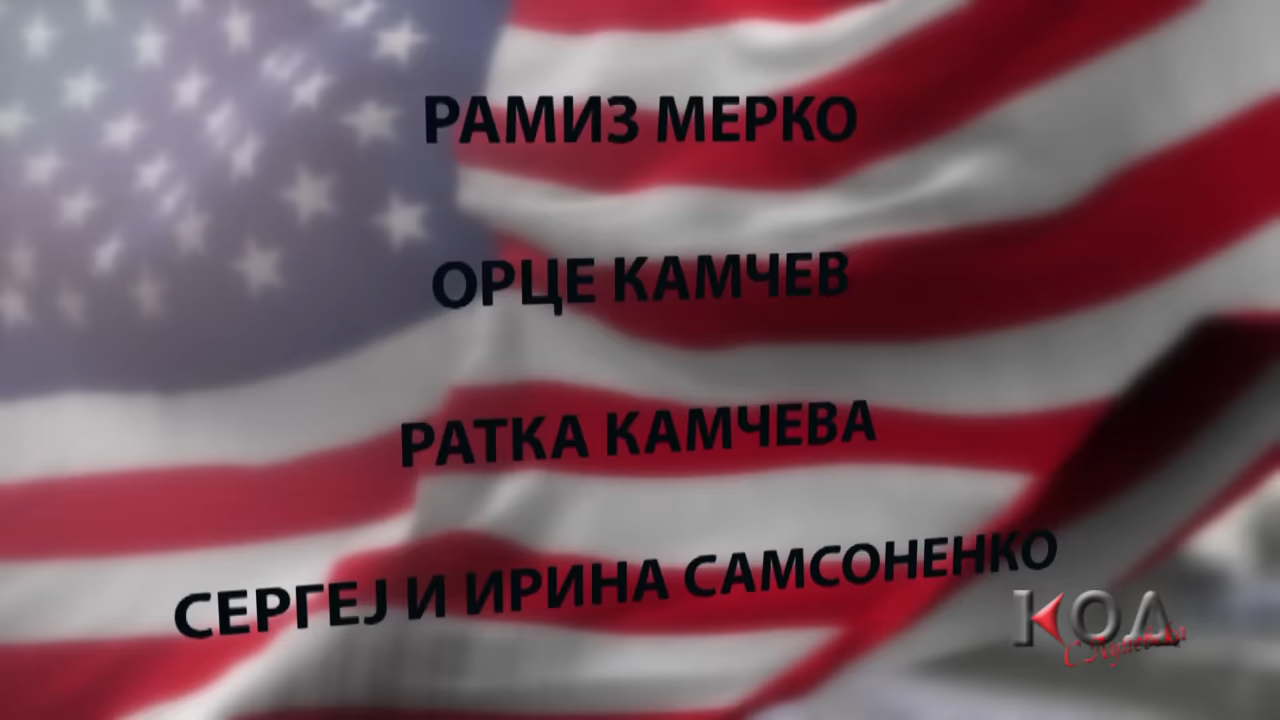 РАМИЗ МЕРКО
ОРЦЕ КАМЧЕВ
РАТКА КАМЧЕВА
СЕРГЕЈ И ИРИНА САМСОНЕНКО
КОД